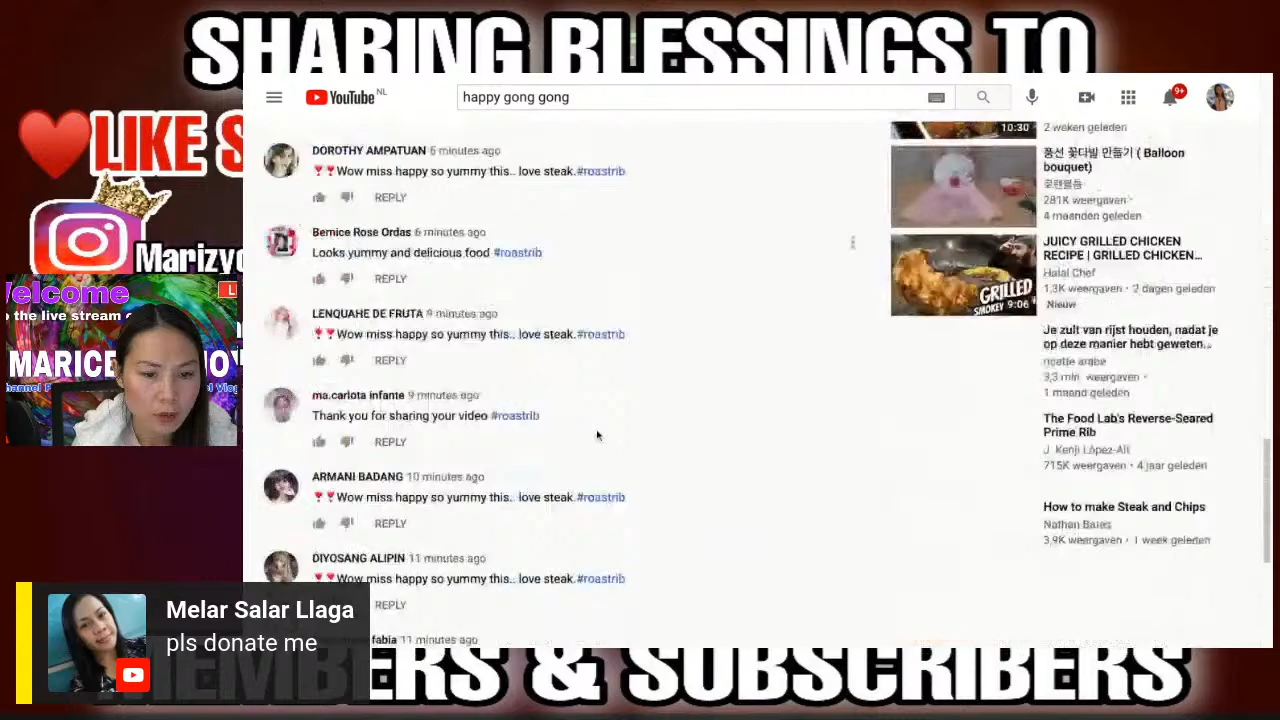 SHARING BLESSINGS TO
LIKE S
Marizyc
Welcome
L
o the live stream o
MARICE
NO
hannel F
el Vlog
YouTube NL
happy gong gong
9+
DOROTHY AMPATUAN 6 minutes ago
❣❣Wow miss happy so yummy this.. love steak.#roastrib
REPLY
Bernice Rose Ordas 6 minutes ago
Looks yummy and delicious food #roastrib
REPLY
LENQUAHE DE FRUTA 9 minutes ago
❣❣Wow miss happy so yummy this.. love steak.#roastrib
REPLY
ma.carlota infante 9 minutes ago
Thank you for sharing your video #roastrib
REPLY
ARMANI BADANG 10 minutes ago
❣❣Wow miss happy so yummy this.. love steak.#roastrib
REPLY
DIYOSANG ALIPIN 11 minutes ago
❣❣Wow miss happy so yummy this.. love steak.#roastrib
REPLY
fabia 11 minutes ago
10:30
2 weken geleden
풍선 꽃다발 만들기 ( Balloon
bouquet)
281K weergaven •
4 maanden geleden
JUICY GRILLED CHICKEN
RECIPE | GRILLED CHICKEN...
Halal Chef
1,3K weergaven • 2 dagen geleden
Nieuw
GRILLED
SMOKEY 9:06
Je zult van rijst houden, nadat je
op deze manier hebt geweten...
arabe
3,3 mln. weergaven •
1 maand geleden
The Food Lab's Reverse-Seared
Prime Rib
J. Kenji López-Alt
715K weergaven • 4 jaar geleden
How to make Steak and Chips
Nathan
3,9K weergaven • 1 week geleden
Melar Salar Llaga
pls donate me
MEMBERS & SUBSCRIBERS